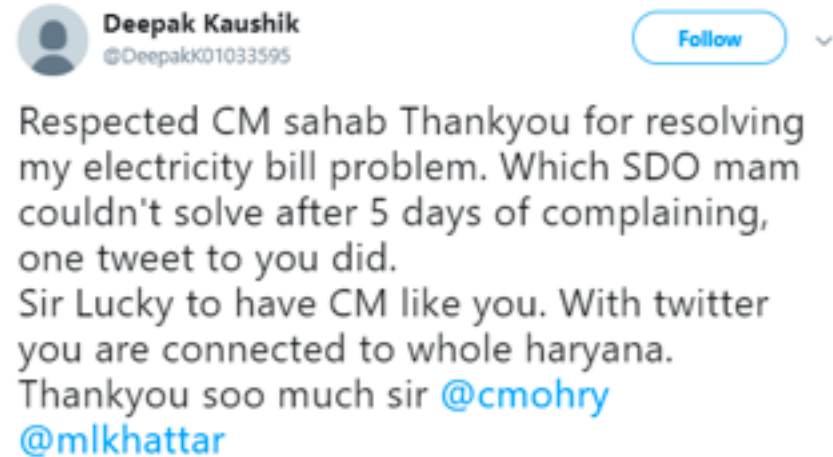 Deepak Kaushik
@DeepakK01033595
Follow
Respected CM sahab Thankyou for resolving
my electricity bill problem. Which SDO mam
couldn't solve after 5 days of complaining,
one tweet to you did.
Sir Lucky to have CM like you. With twitter
you are connected to whole haryana.
Thankyou soo much sir @cmohry
@mlkhattar